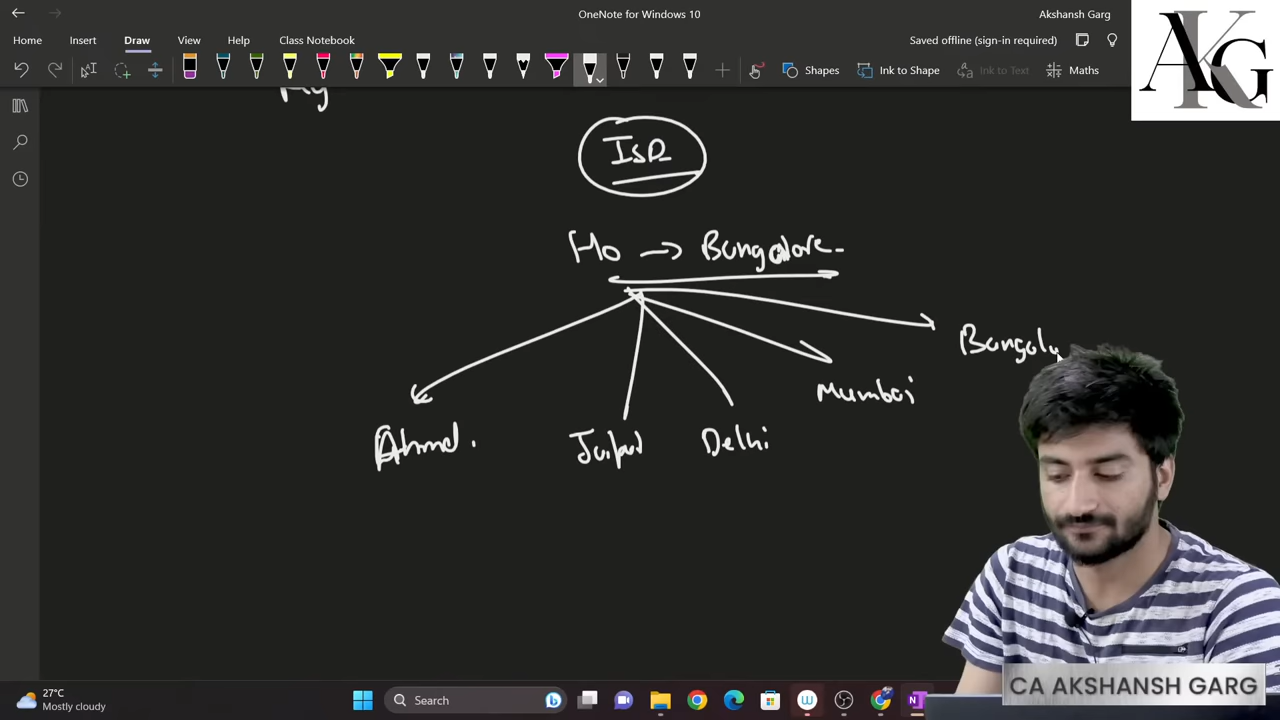 OneNote for Windows 10
Akshansh Garg
Home Insert Draw View Help Class Notebook
Saved offline (sign-in required)
Shapes Ink to Shape Ink to Text Maths
AKG
ISD
HO → Bangalore
Bangalo
Mumbai
Ahmd. Jaipur Delhi
CA AKSHANSH GARG
27°C
Mostly cloudy
Search